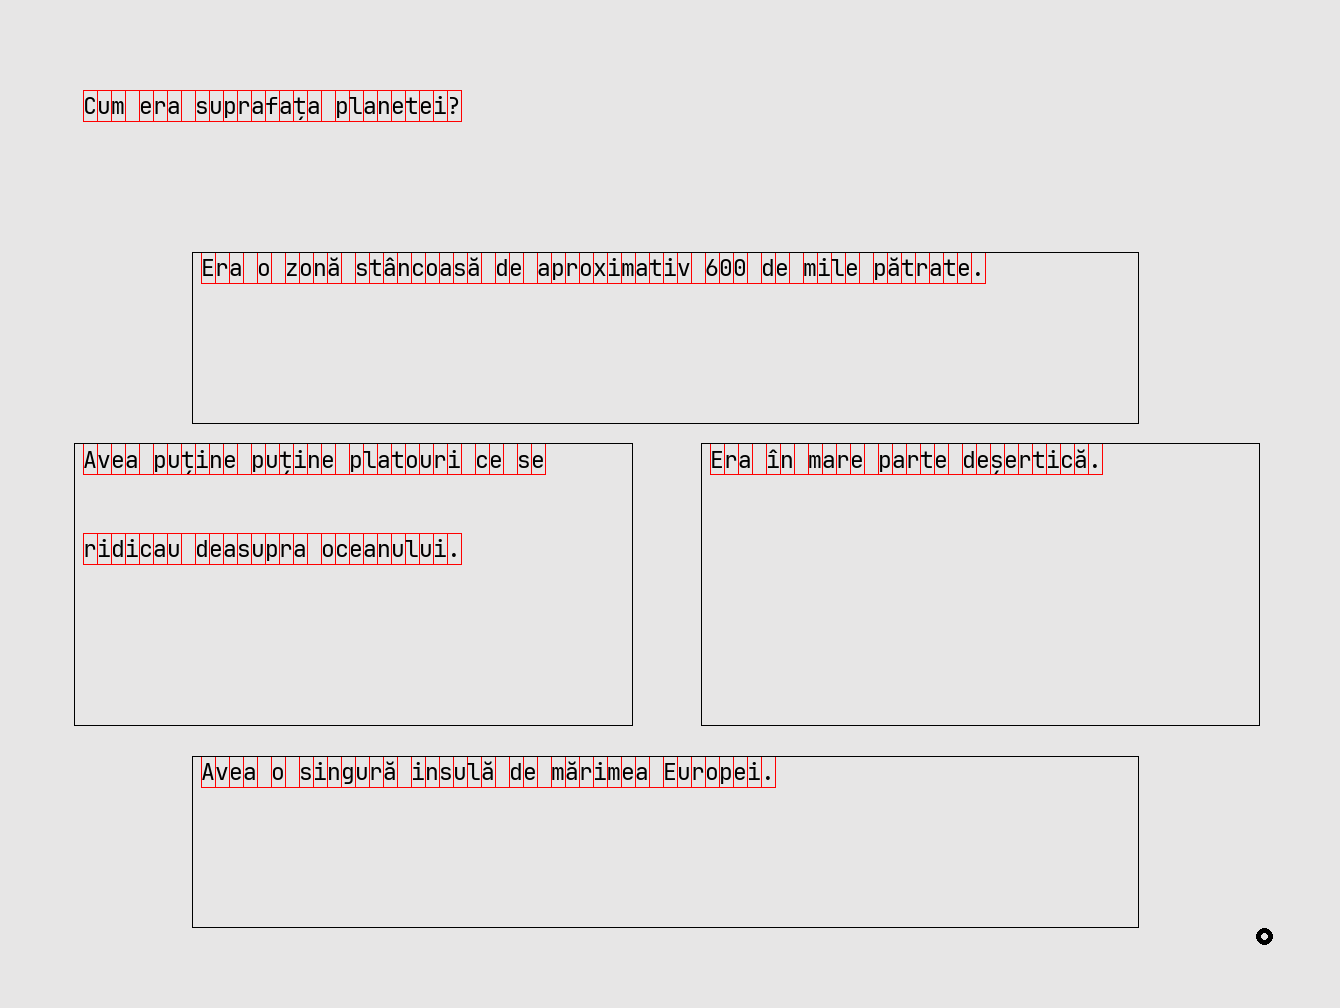 Cum era suprafața planetei?
Era o zonă stâncoasă de aproximativ 600 de mile pătrate.
Avea puține puține platouri ce se
ridicau deasupra oceanului.
Era în mare parte deșertică.
Avea o singură insulă de mărimea Europei.